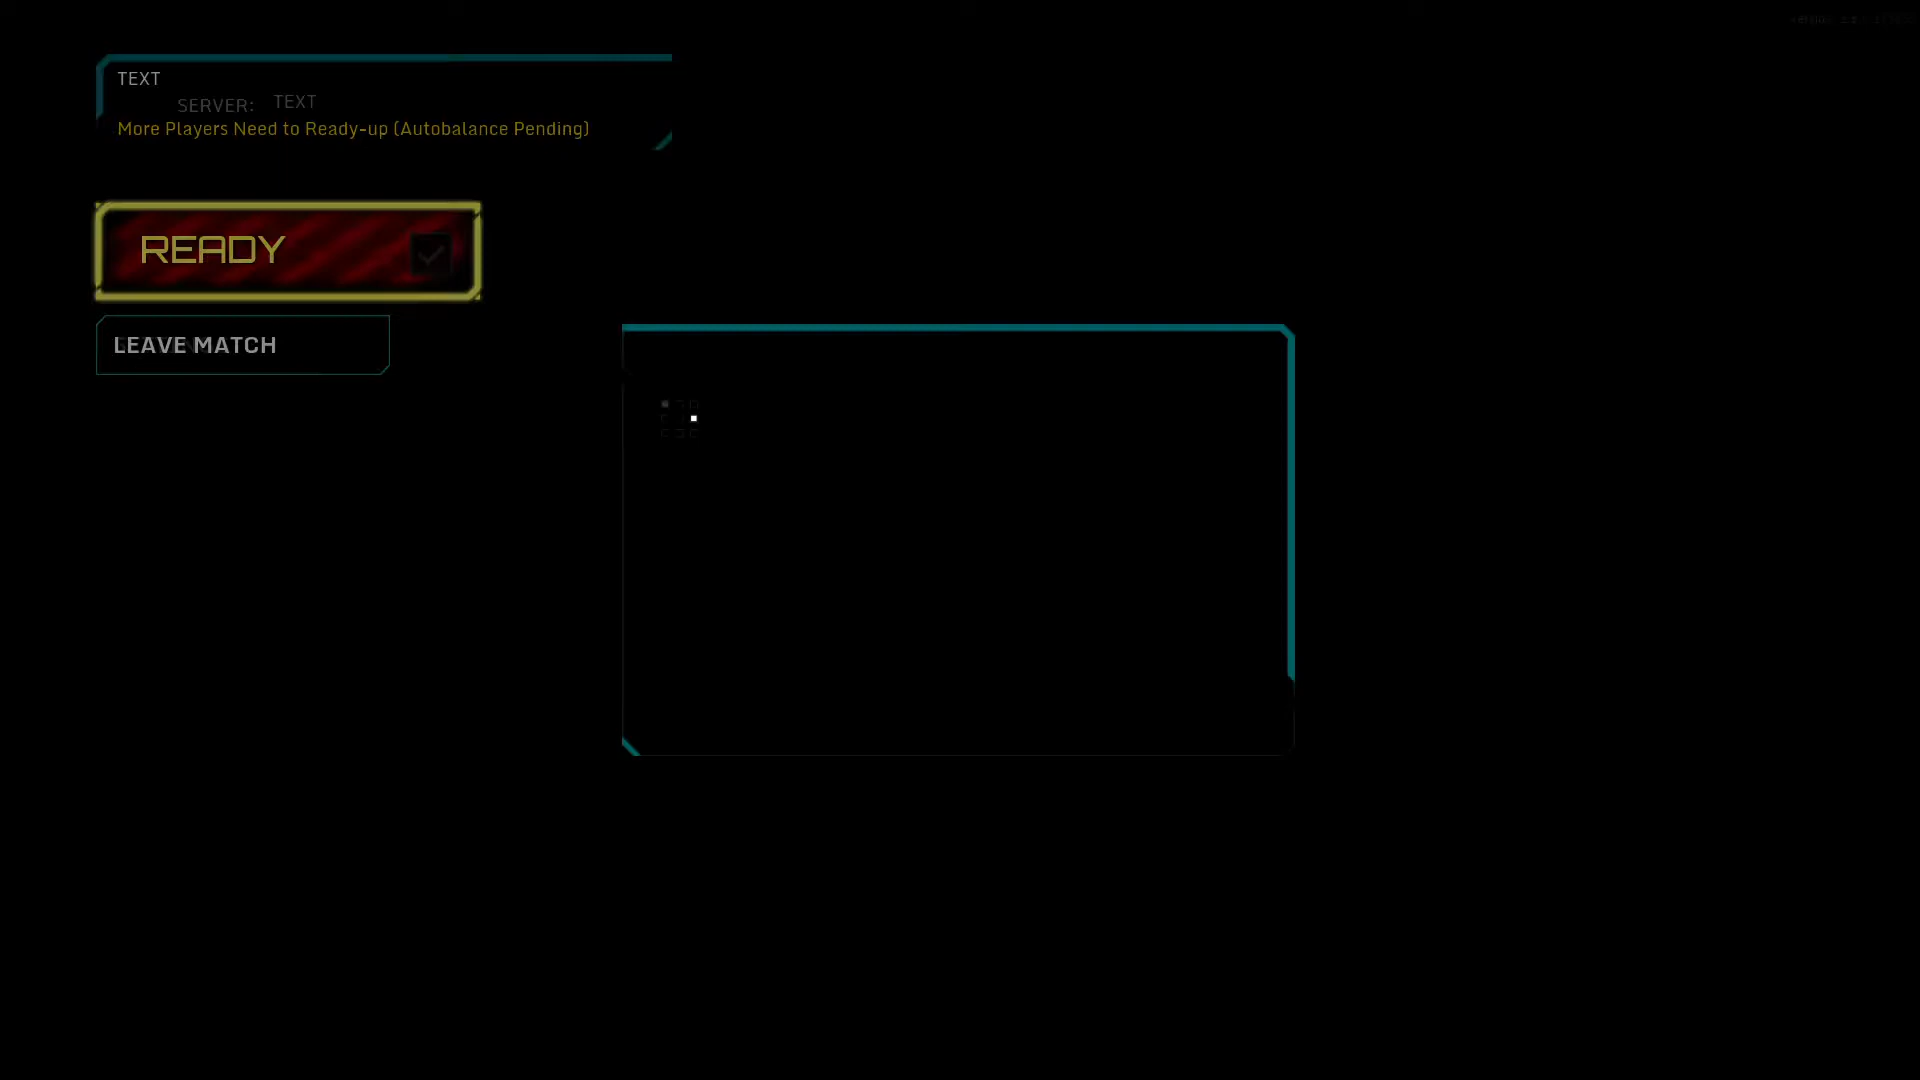 TEXT
SERVER: TEXT
More Players Need to Ready-up (Autobalance Pending)
READY
LEAVE MATCH